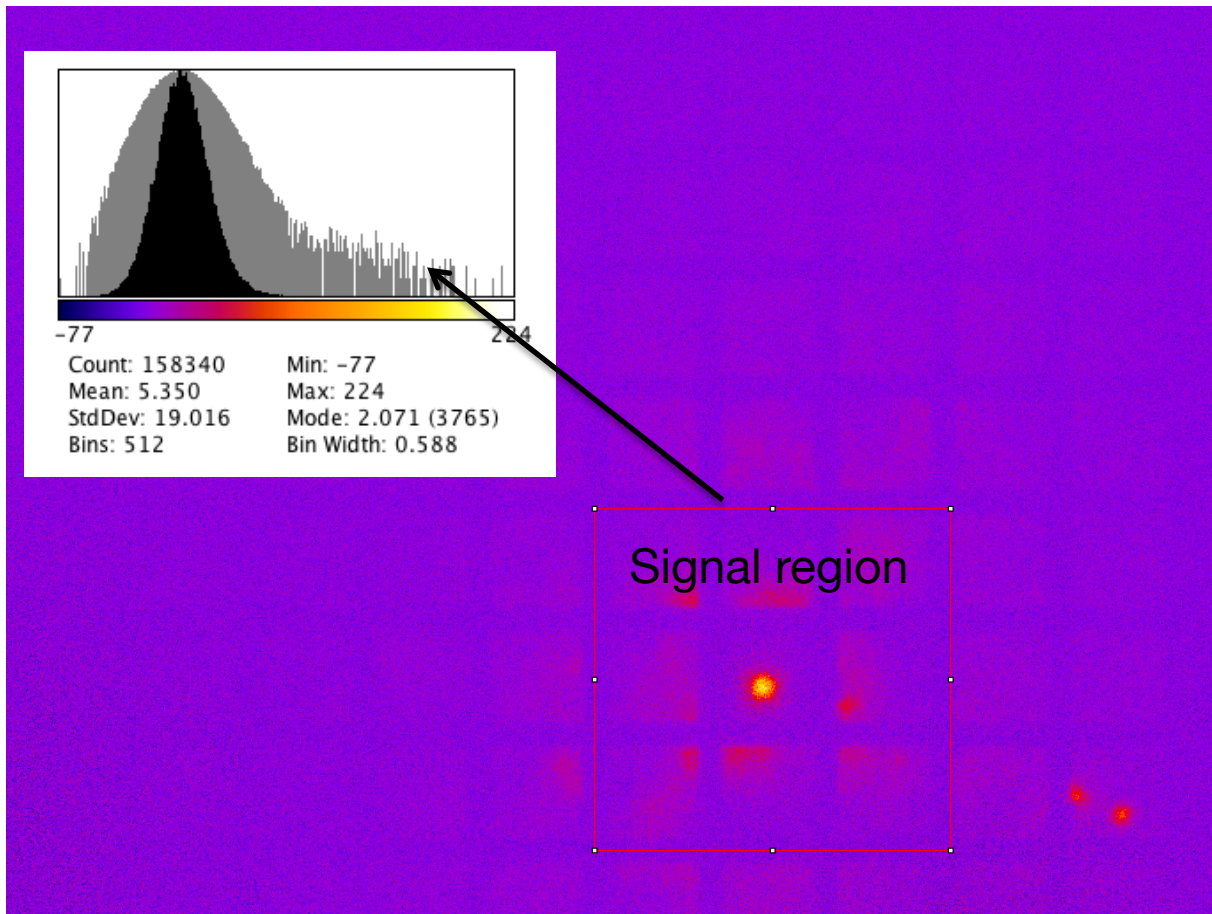 -77
224
Count: 158340
Min: -77
Mean: 5.350
Max: 224
StdDev: 19.016
Mode: 2.071 (3765)
Bins: 512
Bin Width: 0.588
Signal region